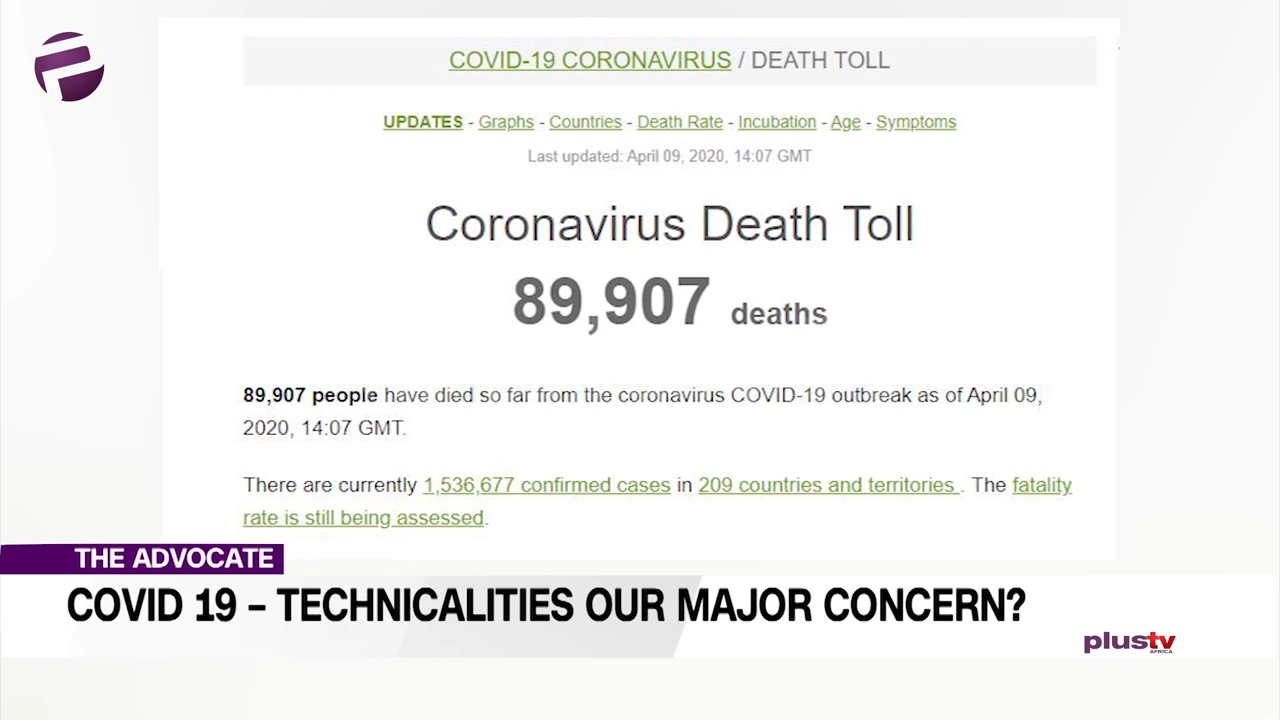 COVID-19 CORONAVIRUS / DEATH TOLL
UPDATES - Graphs - Countries - Death Rate - Incubation - Age - Symptoms
Last updated: April 09, 2020, 14:07 GMT
Coronavirus Death Toll
89,907 deaths
89,907 people have died so far from the coronavirus COVID-19 outbreak as of April 09,
2020, 14:07 GMT.
There are currently 1,536,677 confirmed cases in 209 countries and territories . The fatality
rate is still being assessed.
THE ADVOCATE
COVID 19 – TECHNICALITIES OUR MAJOR CONCERN?
plustv
AFRICA